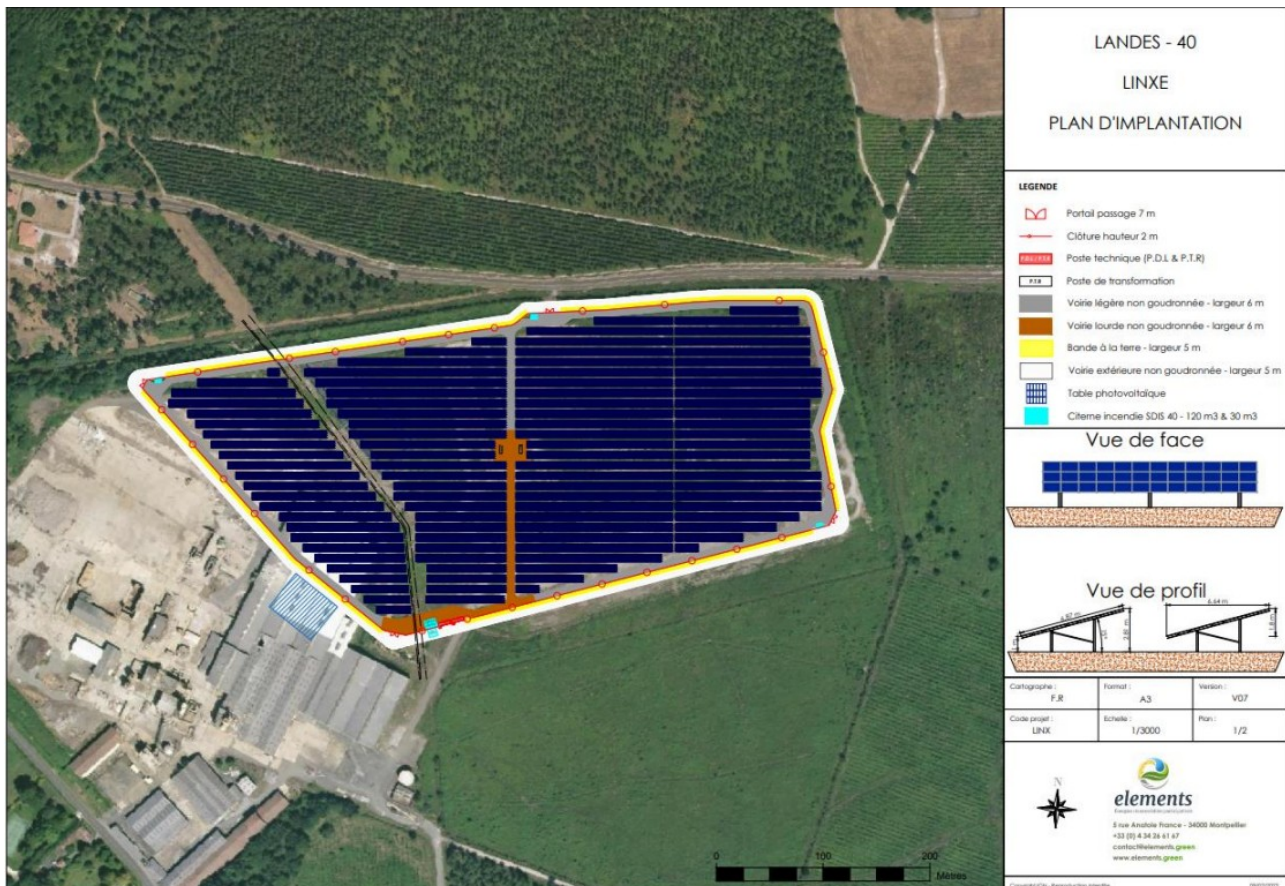 LANDES - 40
LINXE
PLAN D'IMPLANTATION
LEGENDE
Portail passage 7 m
Clôture hauteur 2 m
Poste technique (P.D.L & P.T.R)
P.T.R
Poste de transformation
Voirie légère non goudronnée - largeur 6 m
Voirie lourde non goudronnée - largeur 6 m
Bande à la terre - largeur 5 m
Voirie extérieure non goudronnée - largeur 5 m
Table photovoltaïque
Citerne incendie SDIS 40 - 120 m3 & 30 m3
Vue de face
Vue de profil
6.87 m
6.64 m
Cartographe :
F.R
Format :
A3
Version :
V07
Code projet :
LINX
Echelle :
1/3000
Plan :
1/2
N
elements
5 rue Anatole France - 34000 Montpellier
+33 (0) 4 34 26 61 67
contact@elements.green
www.elements.green
0 100 200
Mètres